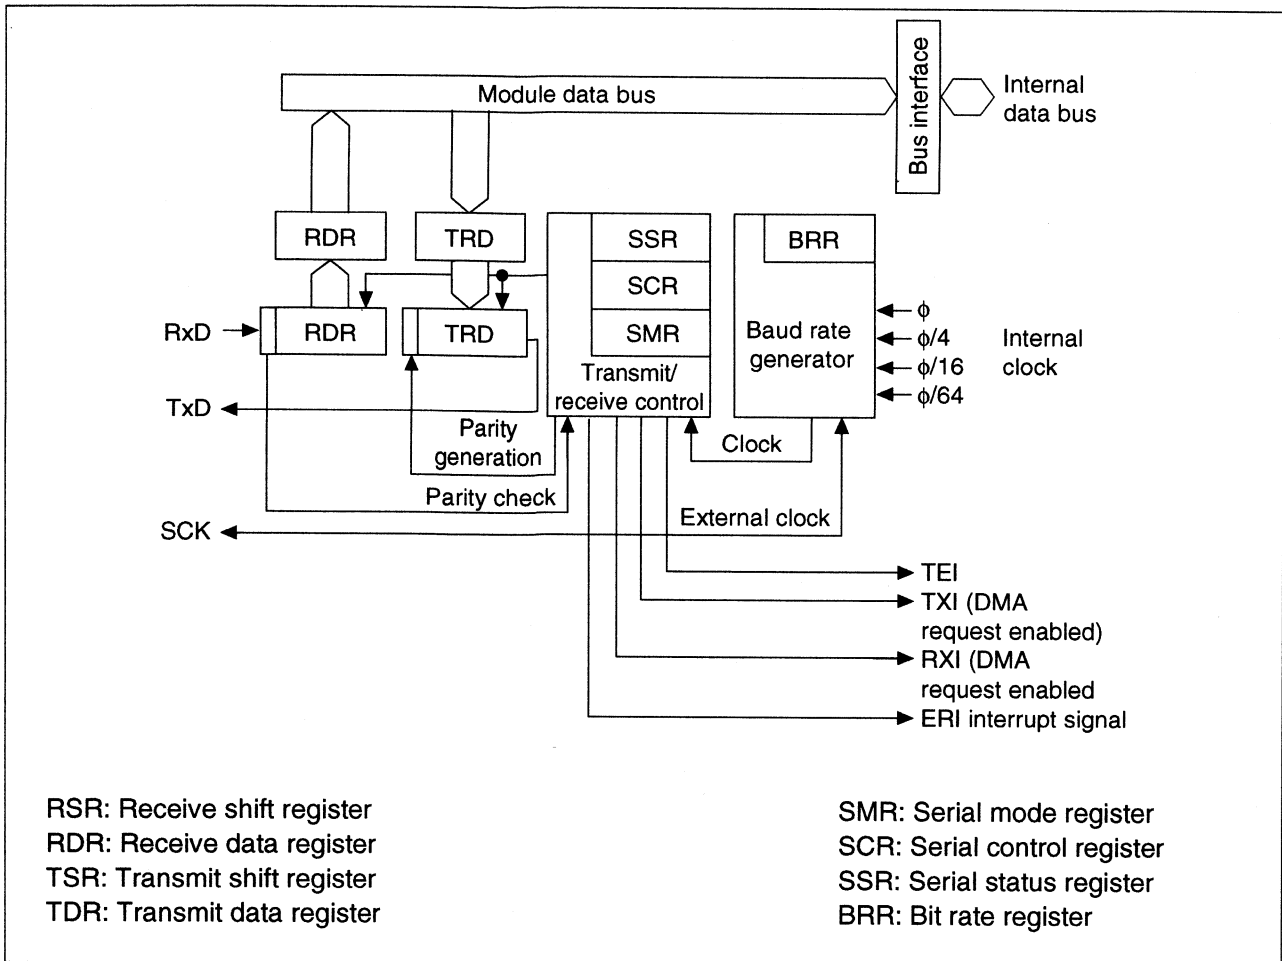 Module data bus
Bus interface
Internal
data bus
RDR
TRD
SSR
BRR
SCR
RxD
RDR
TRD
SMR
Baud rate
generator
ϕ
ϕ/4
ϕ/16
ϕ/64
Internal
clock
Transmit/
receive control
TxD
Parity
generation
Clock
Parity check
SCK
External clock
TEI
TXI (DMA
request enabled)
RXI (DMA
request enabled
ERI interrupt signal
RSR: Receive shift register
RDR: Receive data register
TSR: Transmit shift register
TDR: Transmit data register
SMR: Serial mode register
SCR: Serial control register
SSR: Serial status register
BRR: Bit rate register